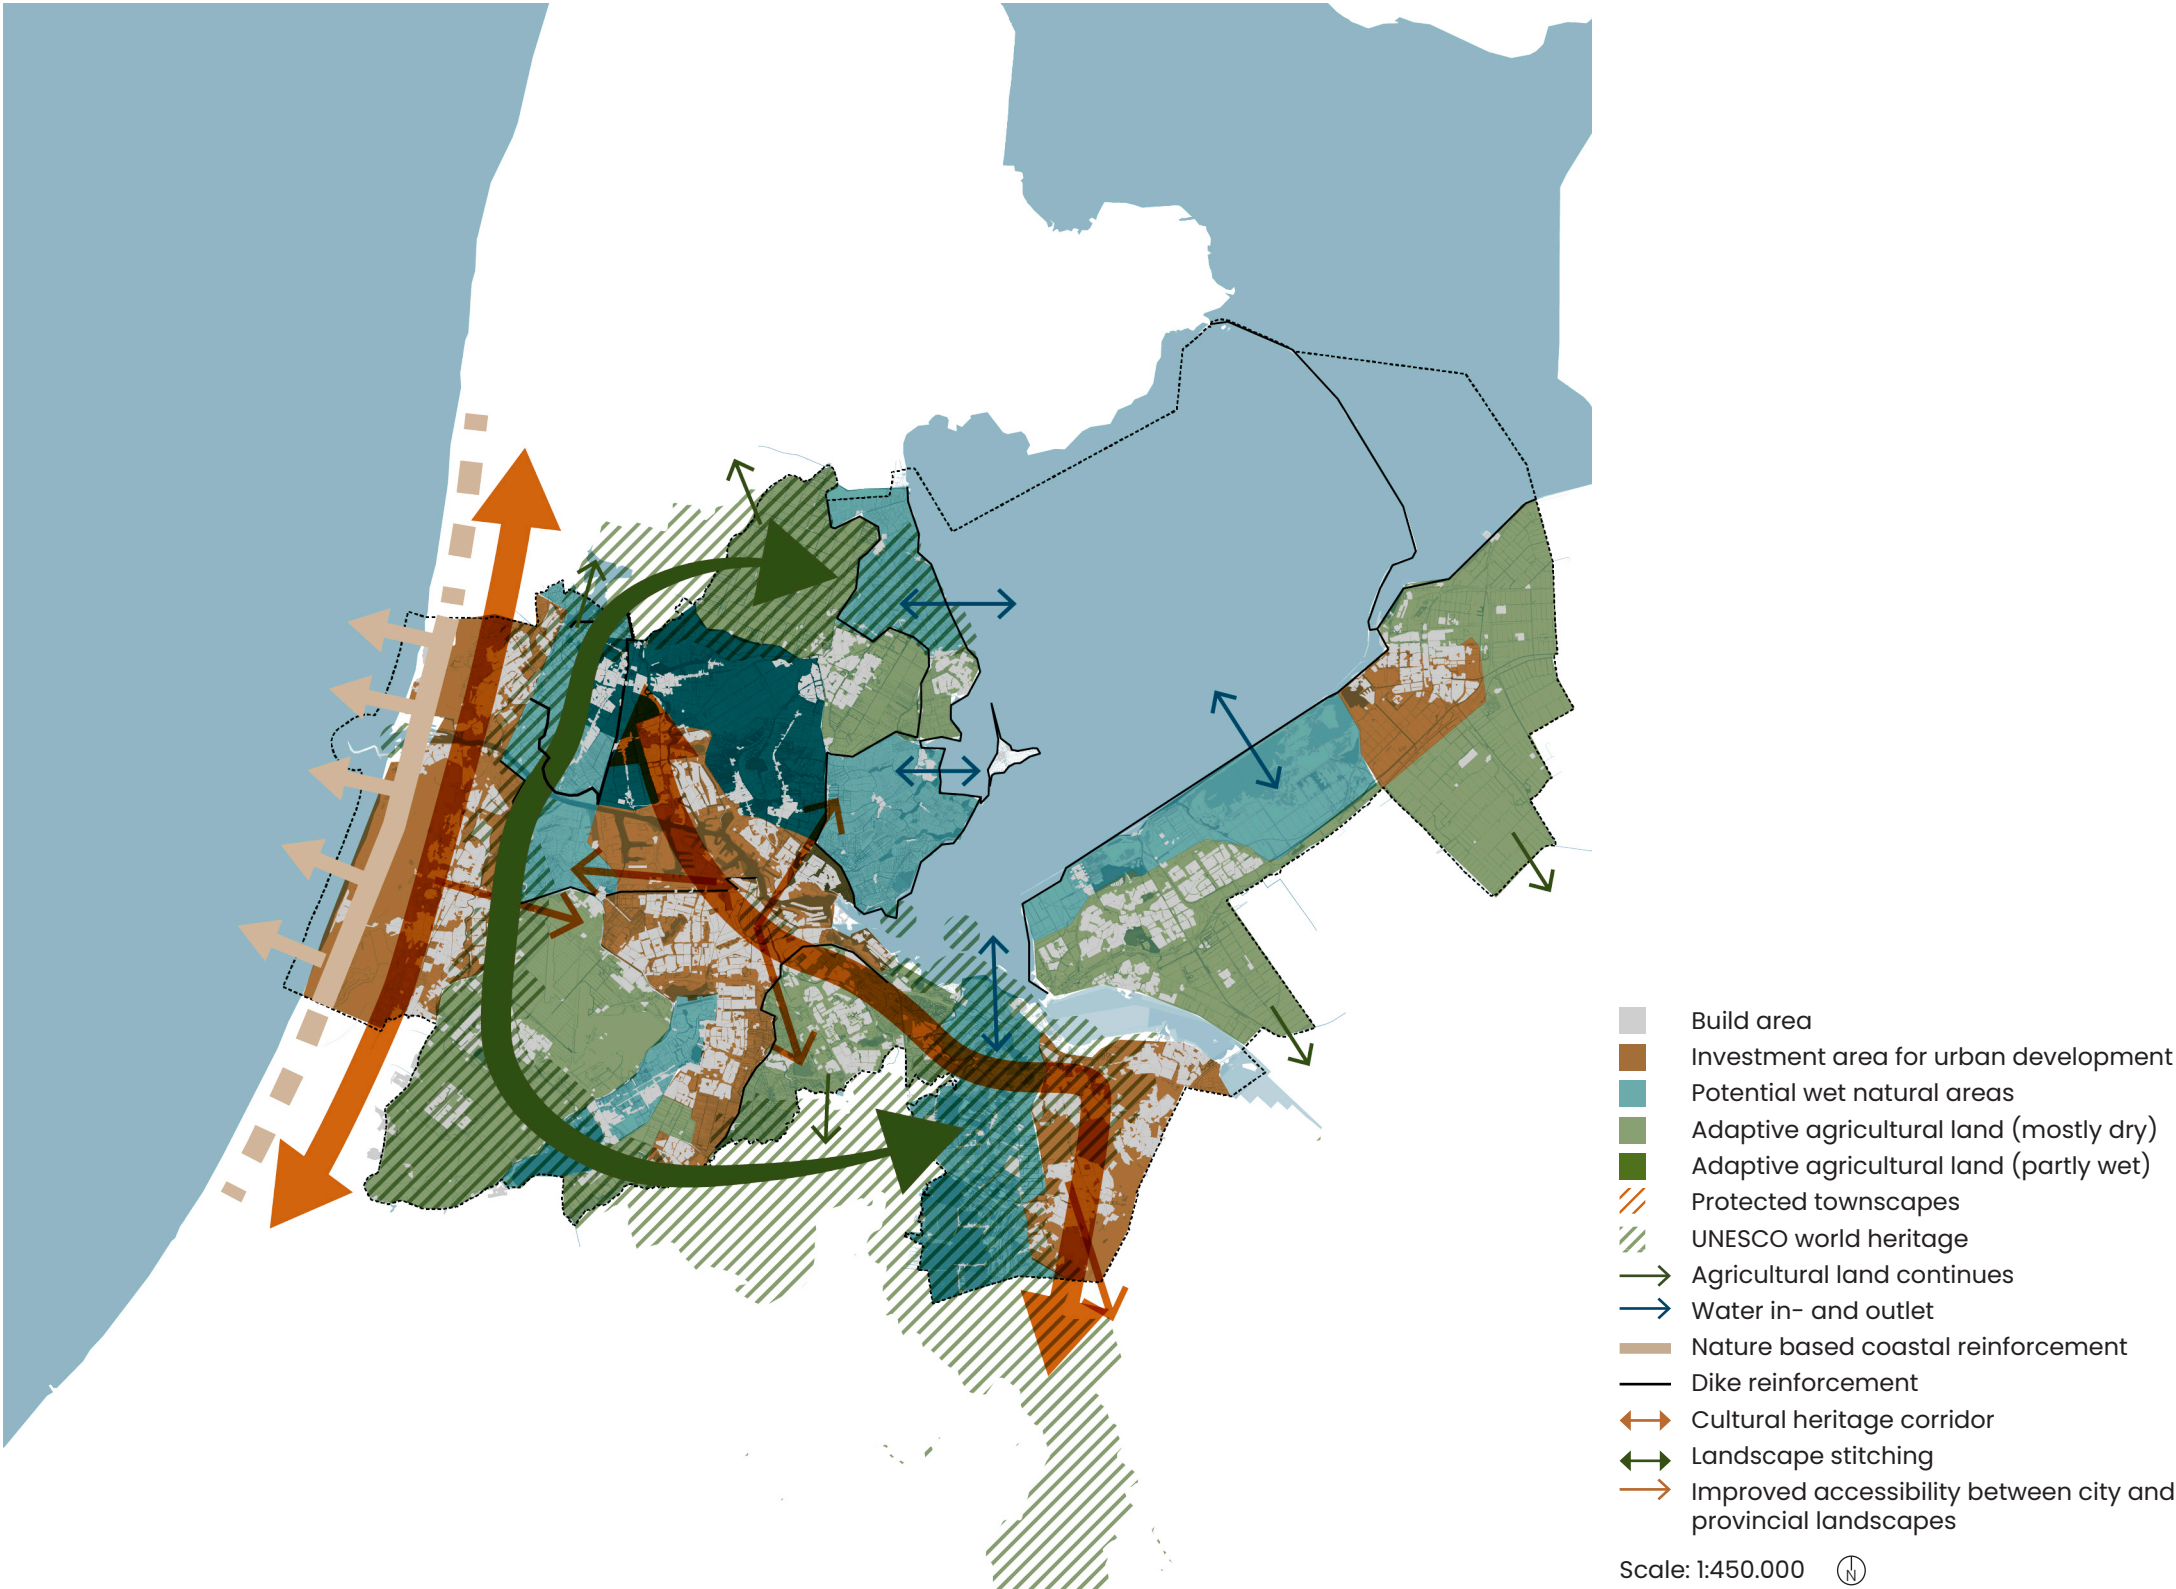 Build area
Investment area for urban development
Potential wet natural areas
Adaptive agricultural land (mostly dry)
Adaptive agricultural land (partly wet)
Protected townscapes
UNESCO world heritage
Agricultural land continues
Water in- and outlet
Nature based coastal reinforcement
Dike reinforcement
Cultural heritage corridor
Landscape stitching
Improved accessibility between city and
provincial landscapes
Scale: 1:450.000
N